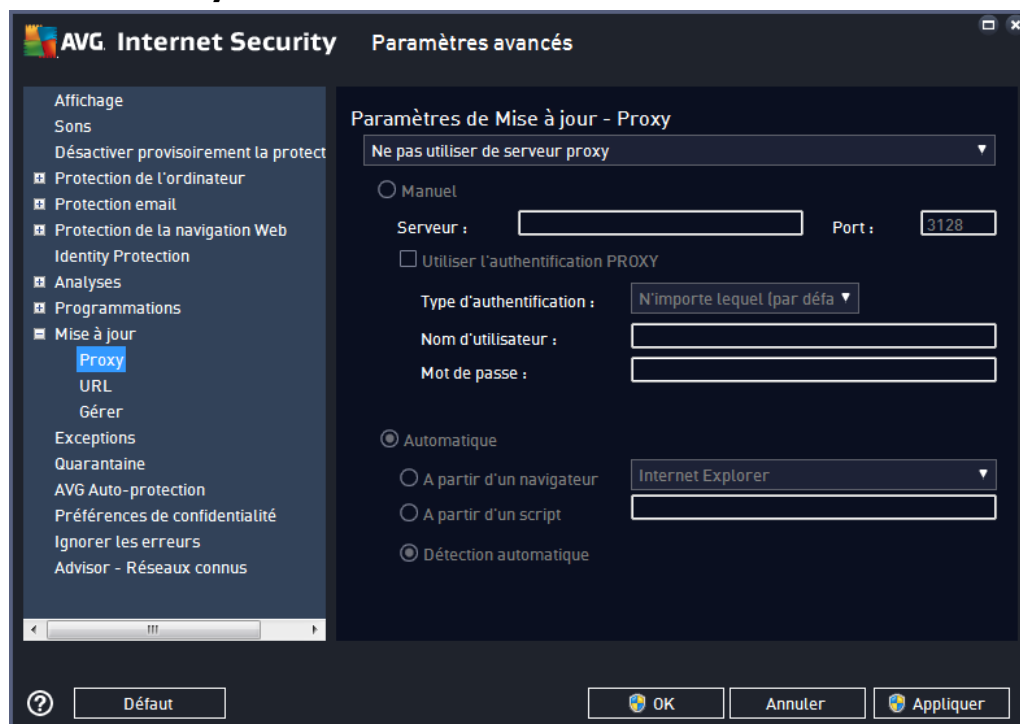 AVG. Internet Security Paramètres avancés
Affichage
Sons
Désactiver provisoirement la protect
Protection de l'ordinateur
Protection email
Protection de la navigation Web
Identity Protection
Analyses
Programmations
Mise à jour
Proxy
URL
Gérer
Exceptions
Quarantaine
AVG Auto-protection
Préférences de confidentialité
Ignorer les erreurs
Advisor - Réseaux connus
Paramètres de Mise à jour - Proxy
Ne pas utiliser de serveur proxy
Manuel
Serveur : Port : 3128
Utiliser l'authentification PROXY
Type d'authentification : N'importe lequel (par défa
Nom d'utilisateur :
Mot de passe :
Automatique
A partir d'un navigateur Internet Explorer
A partir d'un script
Détection automatique
? Défaut OK Annuler Appliquer